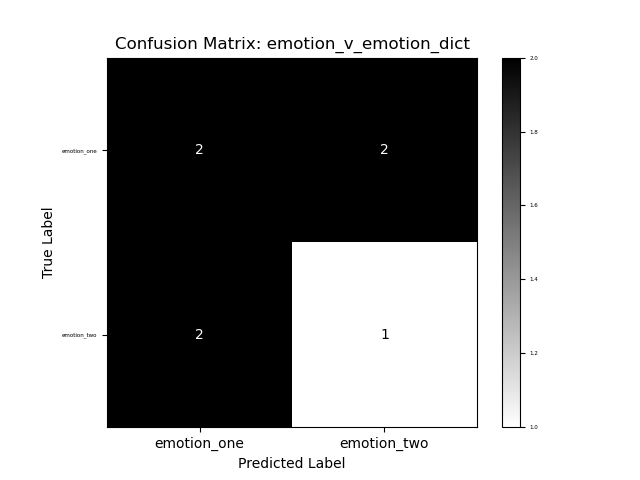 Confusion Matrix: emotion_v_emotion_dict
2.0
1.8
1.6
1.4
1.2
1.0
True Label
emotion_one
2 2
emotion_two
2 1
emotion_one emotion_two
Predicted Label